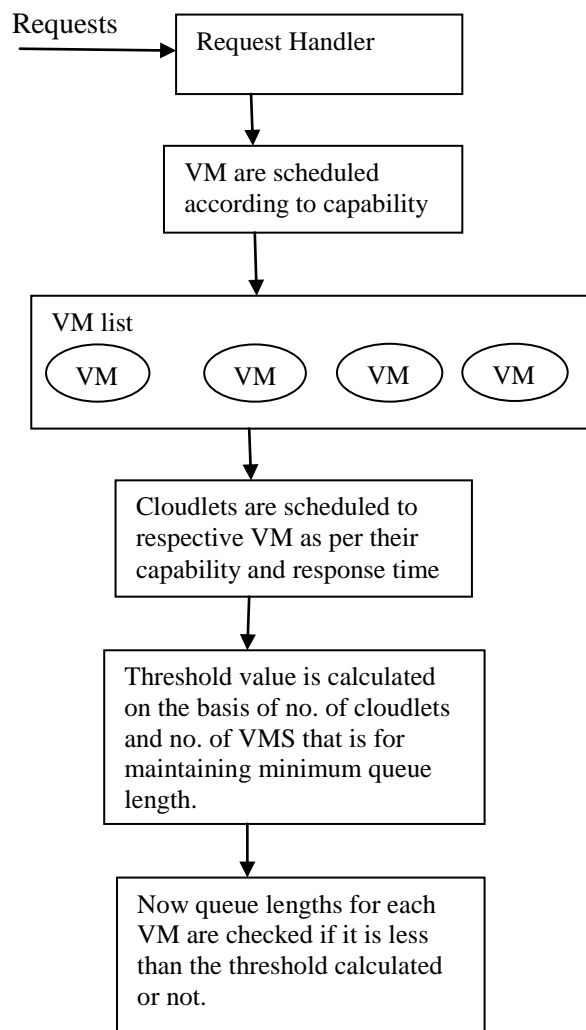 Requests
Request Handler
VM are scheduled
according to capability
VM list
VM VM VM VM
Cloudlets are scheduled to
respective VM as per their
capability and response time
Threshold value is calculated
on the basis of no. of cloudlets
and no. of VMS that is for
maintaining minimum queue
length.
Now queue lengths for each
VM are checked if it is less
than the threshold calculated
or not.